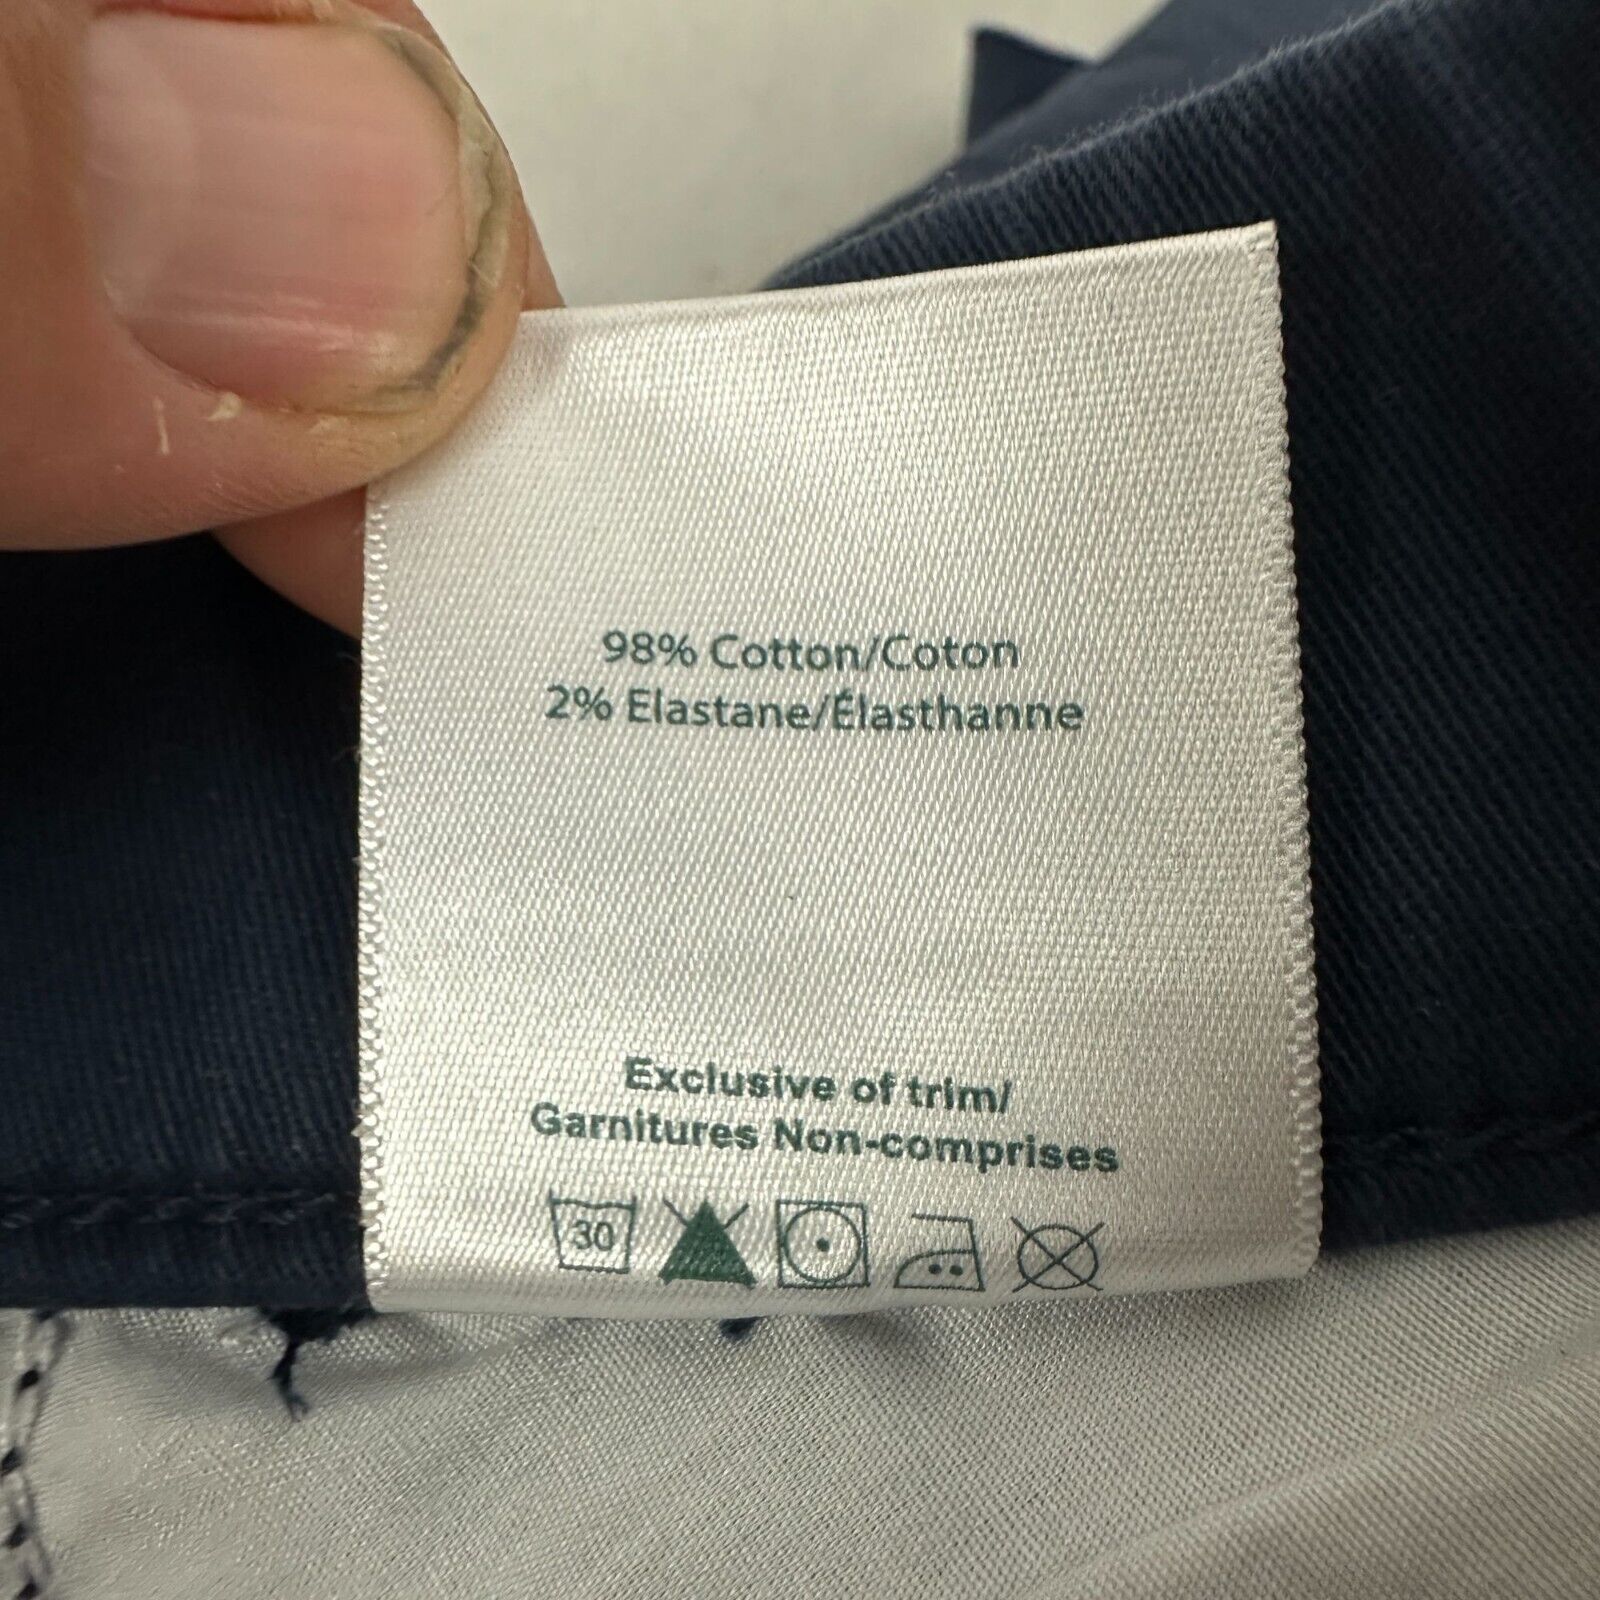 98% Cotton/Coton
2% Elastane/Élasthanne
Exclusive of trim/
Garnitures Non-comprises
30